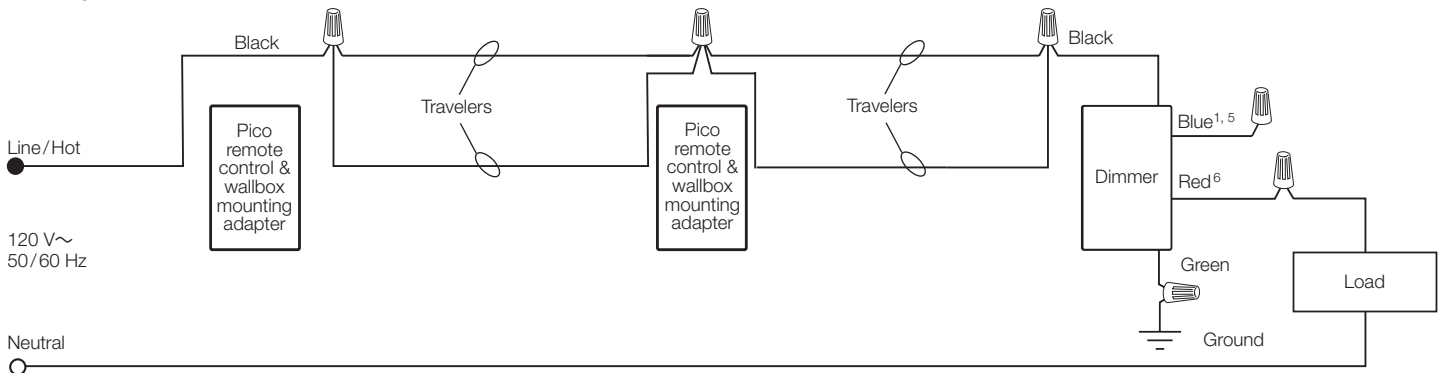 Black
Black
Travelers
Travelers
Line/Hot
Pico
remote
control &
wallbox
mounting
adapter
Pico
remote
control &
wallbox
mounting
adapter
Dimmer
Blue1, 5
Red6
120 V~
50/60 Hz
Green
Load
Ground
Neutral